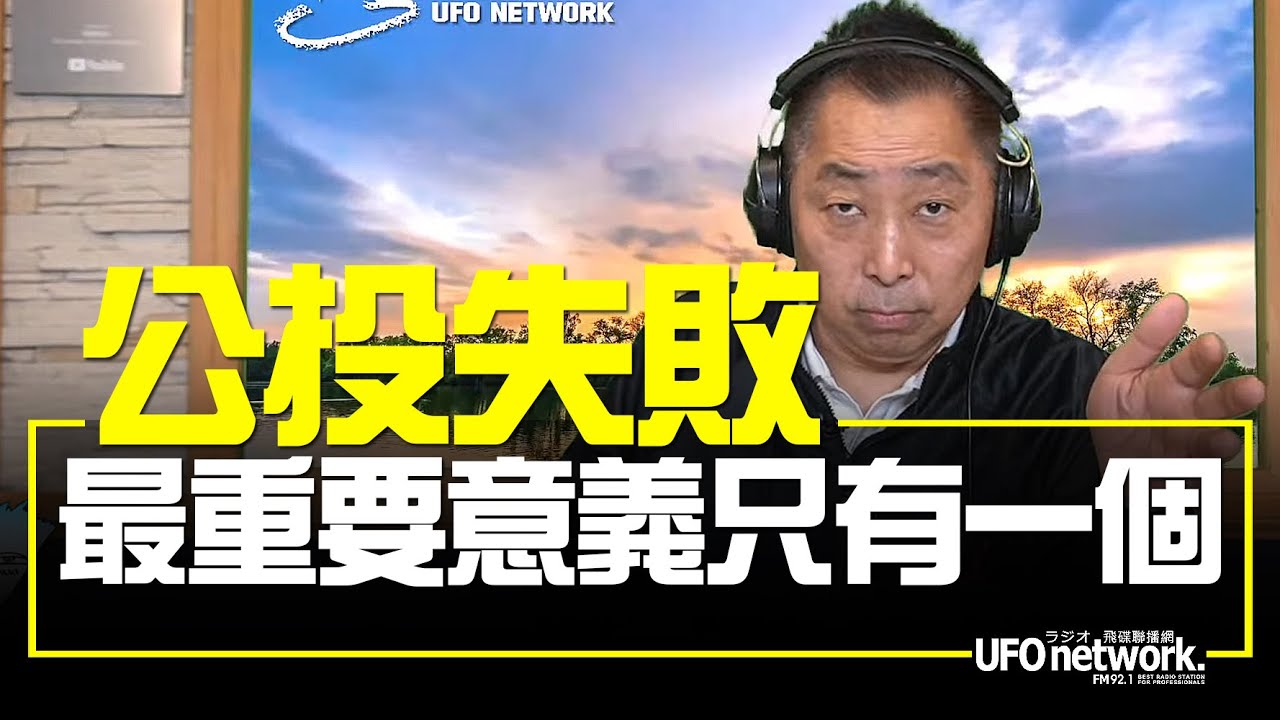 UFO NETWORK
YouTube
公投失敗
最重要意義只有一個
ラジオ 飛碟聯播網
UFO network.
FM92.1 BEST RADIO STATION
FOR PROFESSIONALS